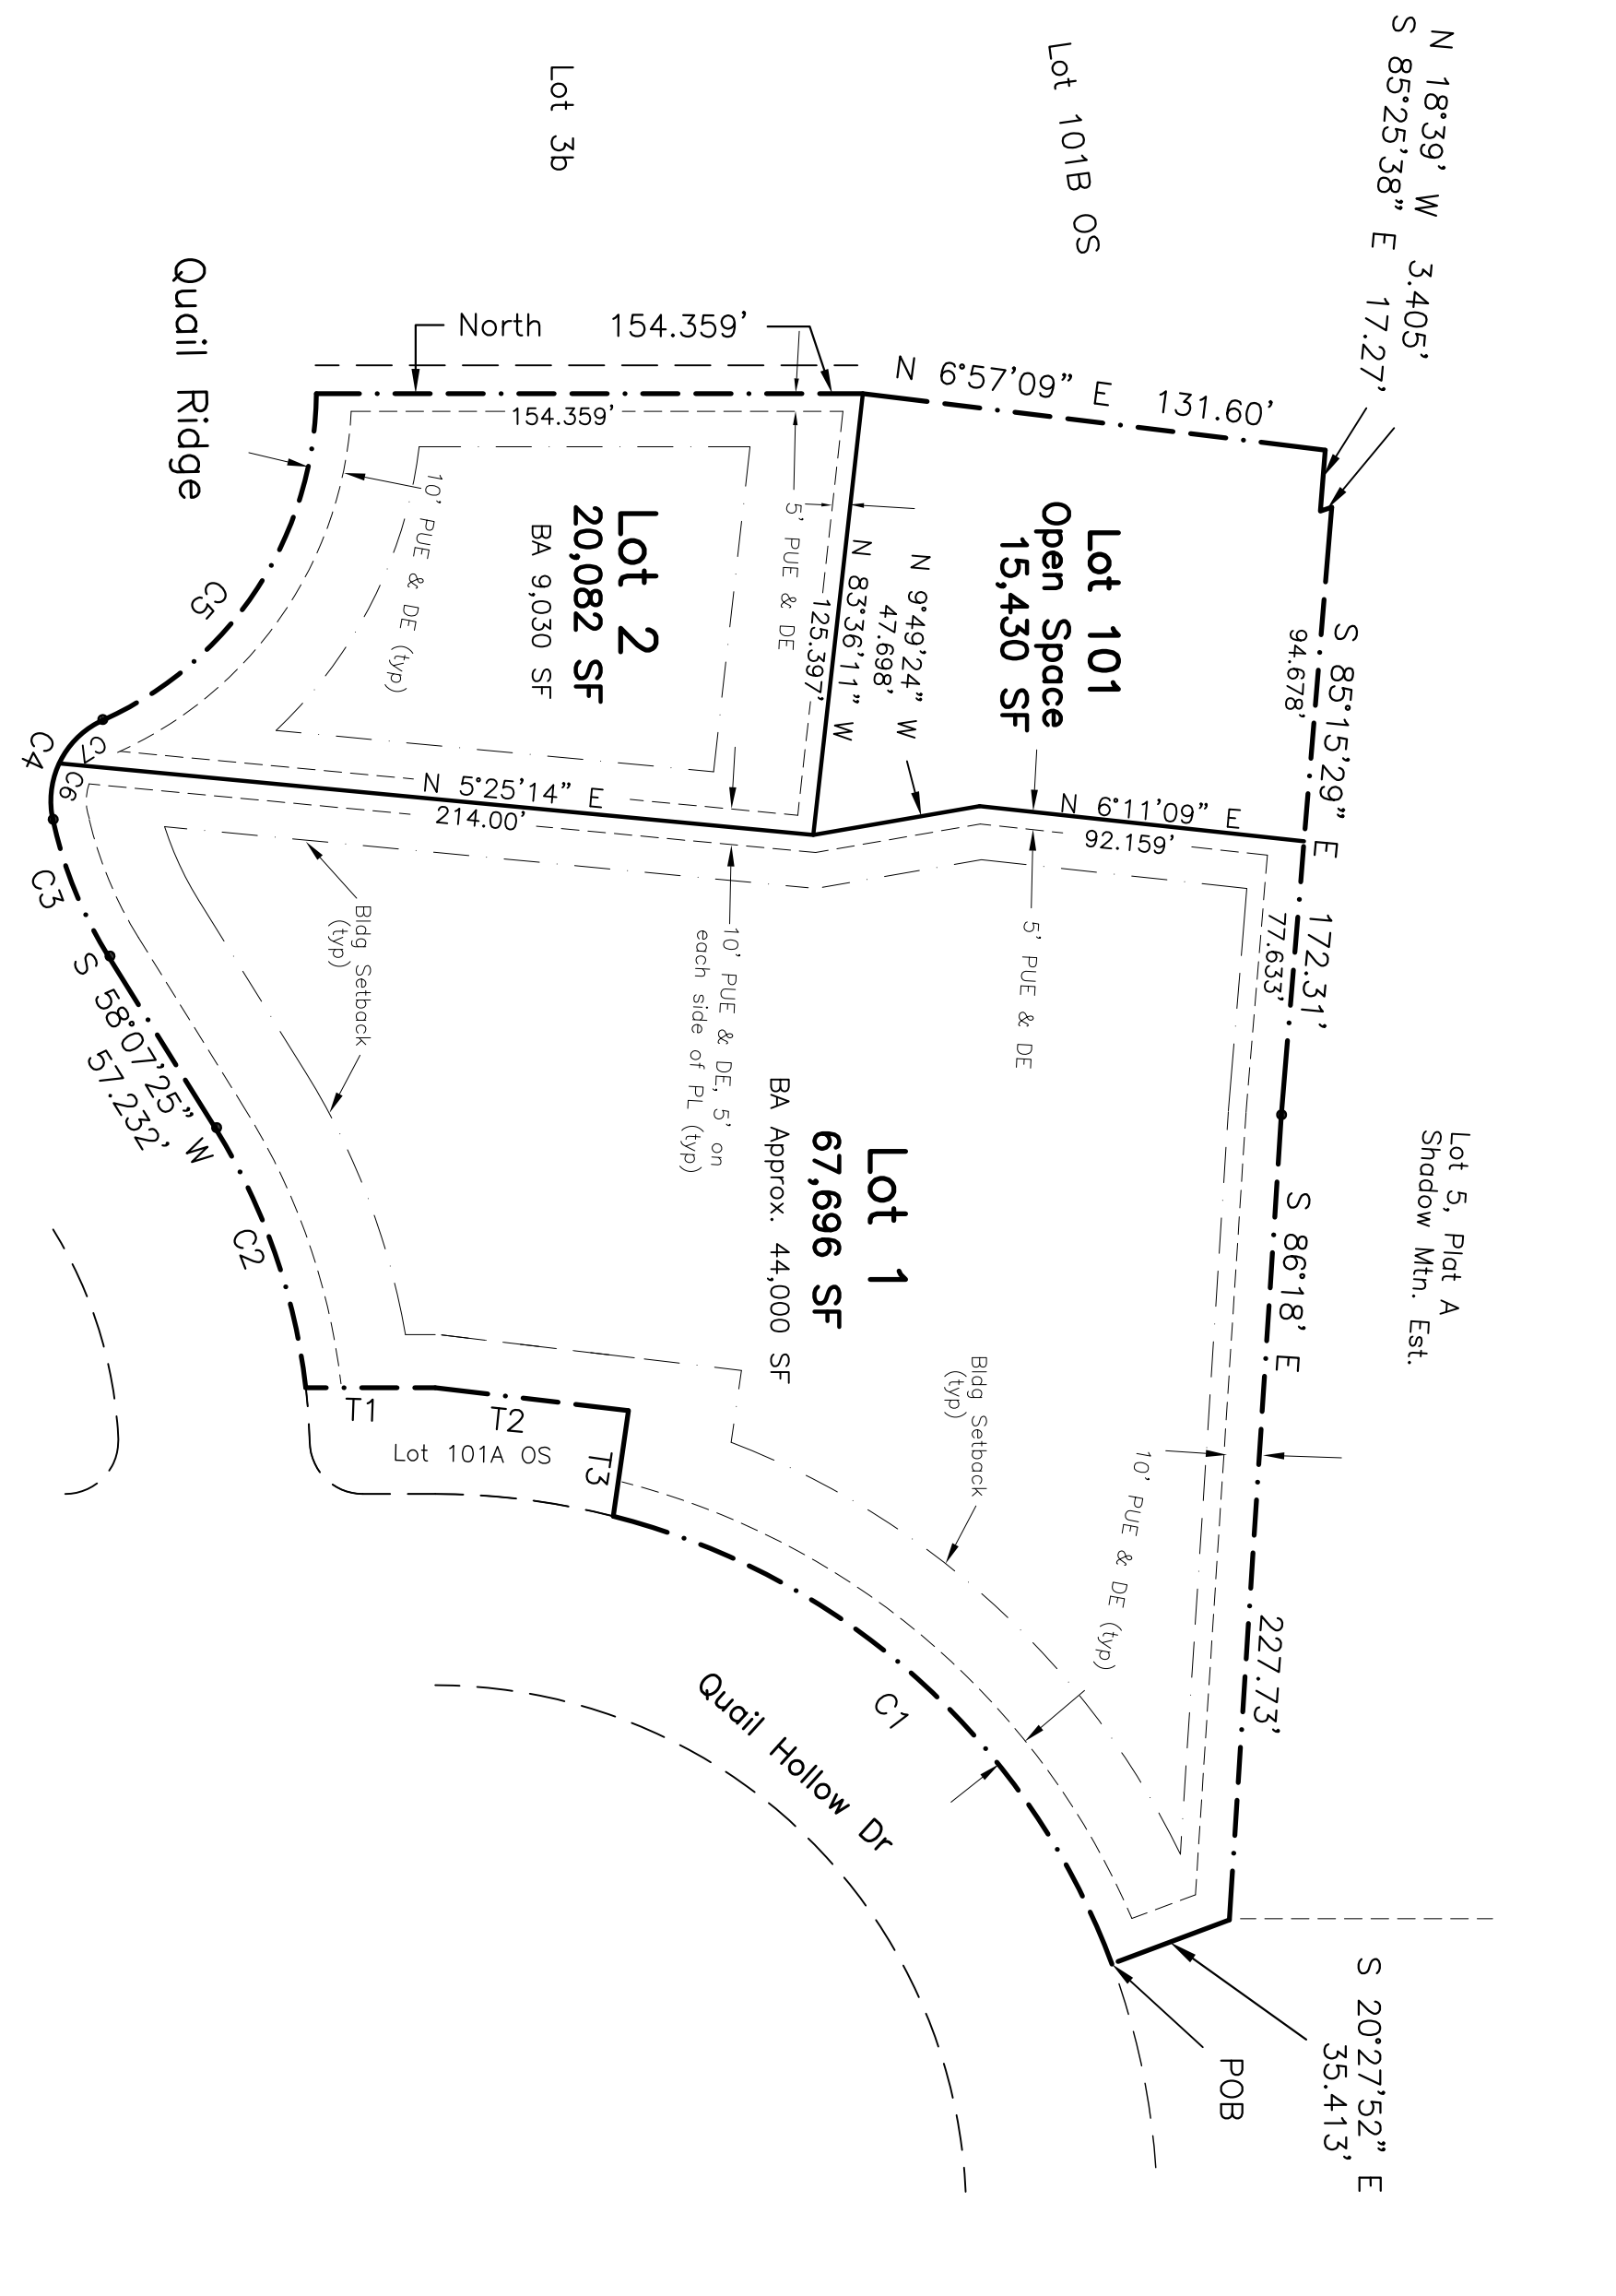 N 18°39' W 3.405'
S 85°25'38" E 17.27'
Lot 101B OS
Lot 3b
Quail Ridge
North 154.359'
154.359'
N 6°57'09" E 131.60'
S 85°15'29" E 172.31'
94.678'
77.633'
Lot 101
Open Space
15,430 SF
N 9°49'24" W
47.698'
N 83°36'11" W
125.397'
5' PUE & DE
Lot 2
20,082 SF
BA 9,030 SF
10' PUE & DE (typ)
C5
C4
C7
C6
C3
N 5°25'14" E
214.00'
N 6°11'09" E
92.159'
5' PUE & DE
10' PUE & DE, 5' on
each side of PL (typ)
Bldg Setback
(typ)
S 58°07'25" W
57.232'
C2
Lot 1
67,696 SF
BA Approx. 44,000 SF
Lot 5, Plat A
Shadow Mtn. Est.
S 86°18' E 227.73'
Bldg Setback
(typ)
10' PUE & DE (typ)
T1
T2
T3
Lot 101A OS
C1
Quail Hollow Dr
S 20°27'52" E
35.413'
POB